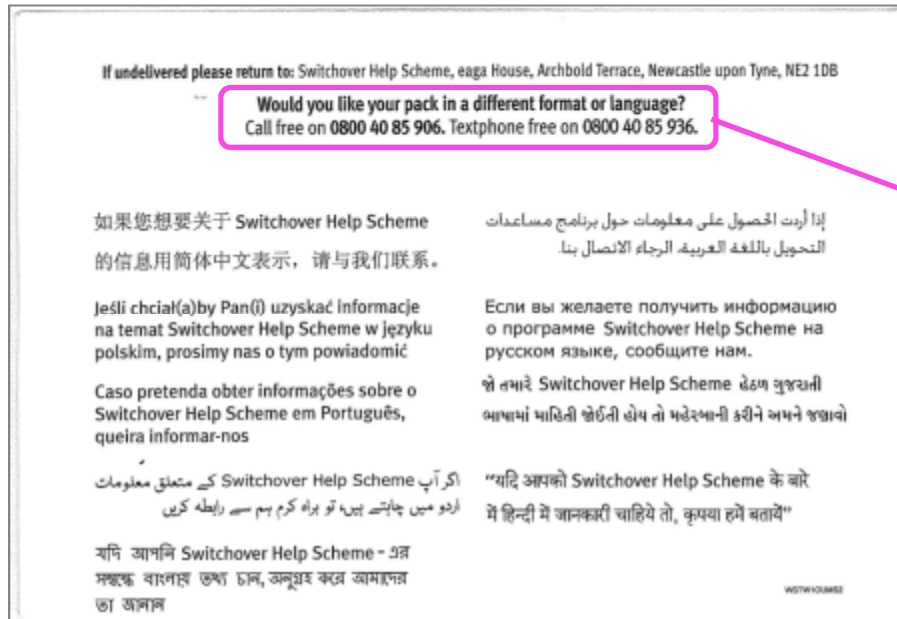 If undelivered please return to: Switchover Help Scheme, eaga House, Archbold Terrace, Newcastle upon Tyne, NE2 1DB
Would you like your pack in a different format or language?
Call free on 0800 40 85 906. Textphone free on 0800 40 85 936.
如果您想要关于 Switchover Help Scheme
的信息用简体中文表示，请与我们联系。
إذا أردت الحصول على معلومات حول برنامج مساعدات
التحويل باللغة العربية، الرجاء الاتصال بنا.
Jeśli chciał(a)by Pan(i) uzyskać informacje
na temat Switchover Help Scheme w języku
polskim, prosimy nas o tym powiadomić
Если вы желаете получить информацию
о программе Switchover Help Scheme на
русском языке, сообщите нам.
Caso pretenda obter informações sobre o
Switchover Help Scheme em Português,
queira informar-nos
જો તમારે Switchover Help Scheme હેઠળ ગુજરાતી
ભાષામાં માહિતી જોઈતી હોય તો મહેરબાની કરીને અમને જણાવો
اگر آپ Switchover Help Scheme کے متعلق معلومات
اردو میں چاہتے ہیں، تو براہ کرم ہم سے رابطہ کریں
“यदि आपको Switchover Help Scheme के बारे
में हिन्दी में जानकारी चाहिये तो, कृपया हमें बतायें”
যদি আপনি Switchover Help Scheme - এর
সম্বন্ধে বাংলায় তথ্য চান, অনুগ্রহ করে আমাদের
তা জানান